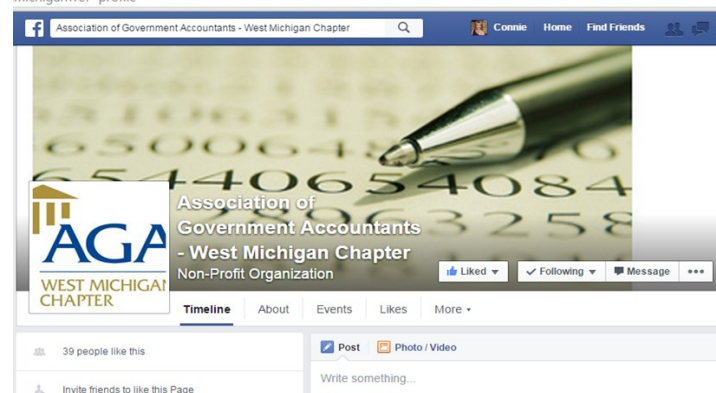 Association of Government Accountants - West Michigan Chapter
Connie Home Find Friends
Association of
Government Accountants
- West Michigan Chapter
Non-Profit Organization
AGA
WEST MICHIGAN
CHAPTER
Liked Following Message
Timeline About Events Likes More
39 people like this
Invite friends to like this Page
Post Photo / Video
Write something...